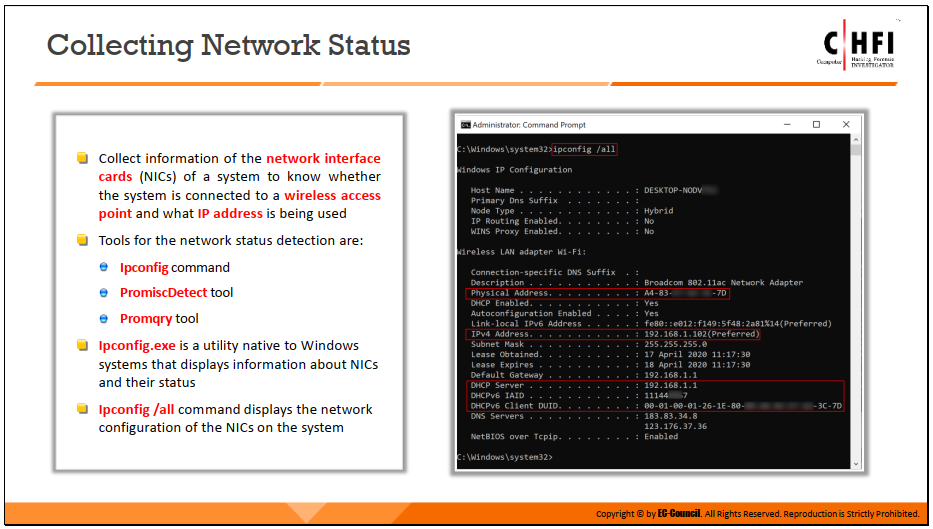 Collecting Network Status
CHFI
Computer Hacking Forensic
INVESTIGATOR
Collect information of the network interface
cards (NICs) of a system to know whether
the system is connected to a wireless access
point and what IP address is being used
Tools for the network status detection are:
Ipconfig command
PromiscDetect tool
Promqry tool
Ipconfig.exe is a utility native to Windows
systems that displays information about NICs
and their status
Ipconfig /all command displays the network
configuration of the NICs on the system
Administrator: Command Prompt
C:\Windows\system32>ipconfig /all
Windows IP Configuration
Host Name . . . . . . . . . . . . : DESKTOP-NODV
Primary Dns Suffix . . . . . . . :
Node Type . . . . . . . . . . . . : Hybrid
IP Routing Enabled. . . . . . . . : No
WINS Proxy Enabled. . . . . . . . : No
Wireless LAN adapter Wi-Fi:
Connection-specific DNS Suffix . :
Description . . . . . . . . . . . : Broadcom 802.11ac Network Adapter
Physical Address. . . . . . . . . : A4-83- -7D
DHCP Enabled. . . . . . . . . . . : Yes
Autoconfiguration Enabled . . . . : Yes
Link-local IPv6 Address . . . . . : fe80::e012:f149:5f48:2a81%14(Preferred)
IPv4 Address. . . . . . . . . . . : 192.168.1.102(Preferred)
Subnet Mask . . . . . . . . . . . : 255.255.255.0
Lease Obtained. . . . . . . . . . : 17 April 2020 11:17:30
Lease Expires . . . . . . . . . . : 18 April 2020 11:17:30
Default Gateway . . . . . . . . . : 192.168.1.1
DHCP Server . . . . . . . . . . . : 192.168.1.1
DHCPv6 IAID . . . . . . . . . . . : 11144 7
DHCPv6 Client DUID. . . . . . . . : 00-01-00-01-26-1E-80- -3C-7D
DNS Servers . . . . . . . . . . . : 183.83.34.8
123.176.37.36
NetBIOS over Tcpip. . . . . . . . : Enabled
C:\Windows\system32>
Copyright © by EC-Council. All Rights Reserved. Reproduction is Strictly Prohibited.